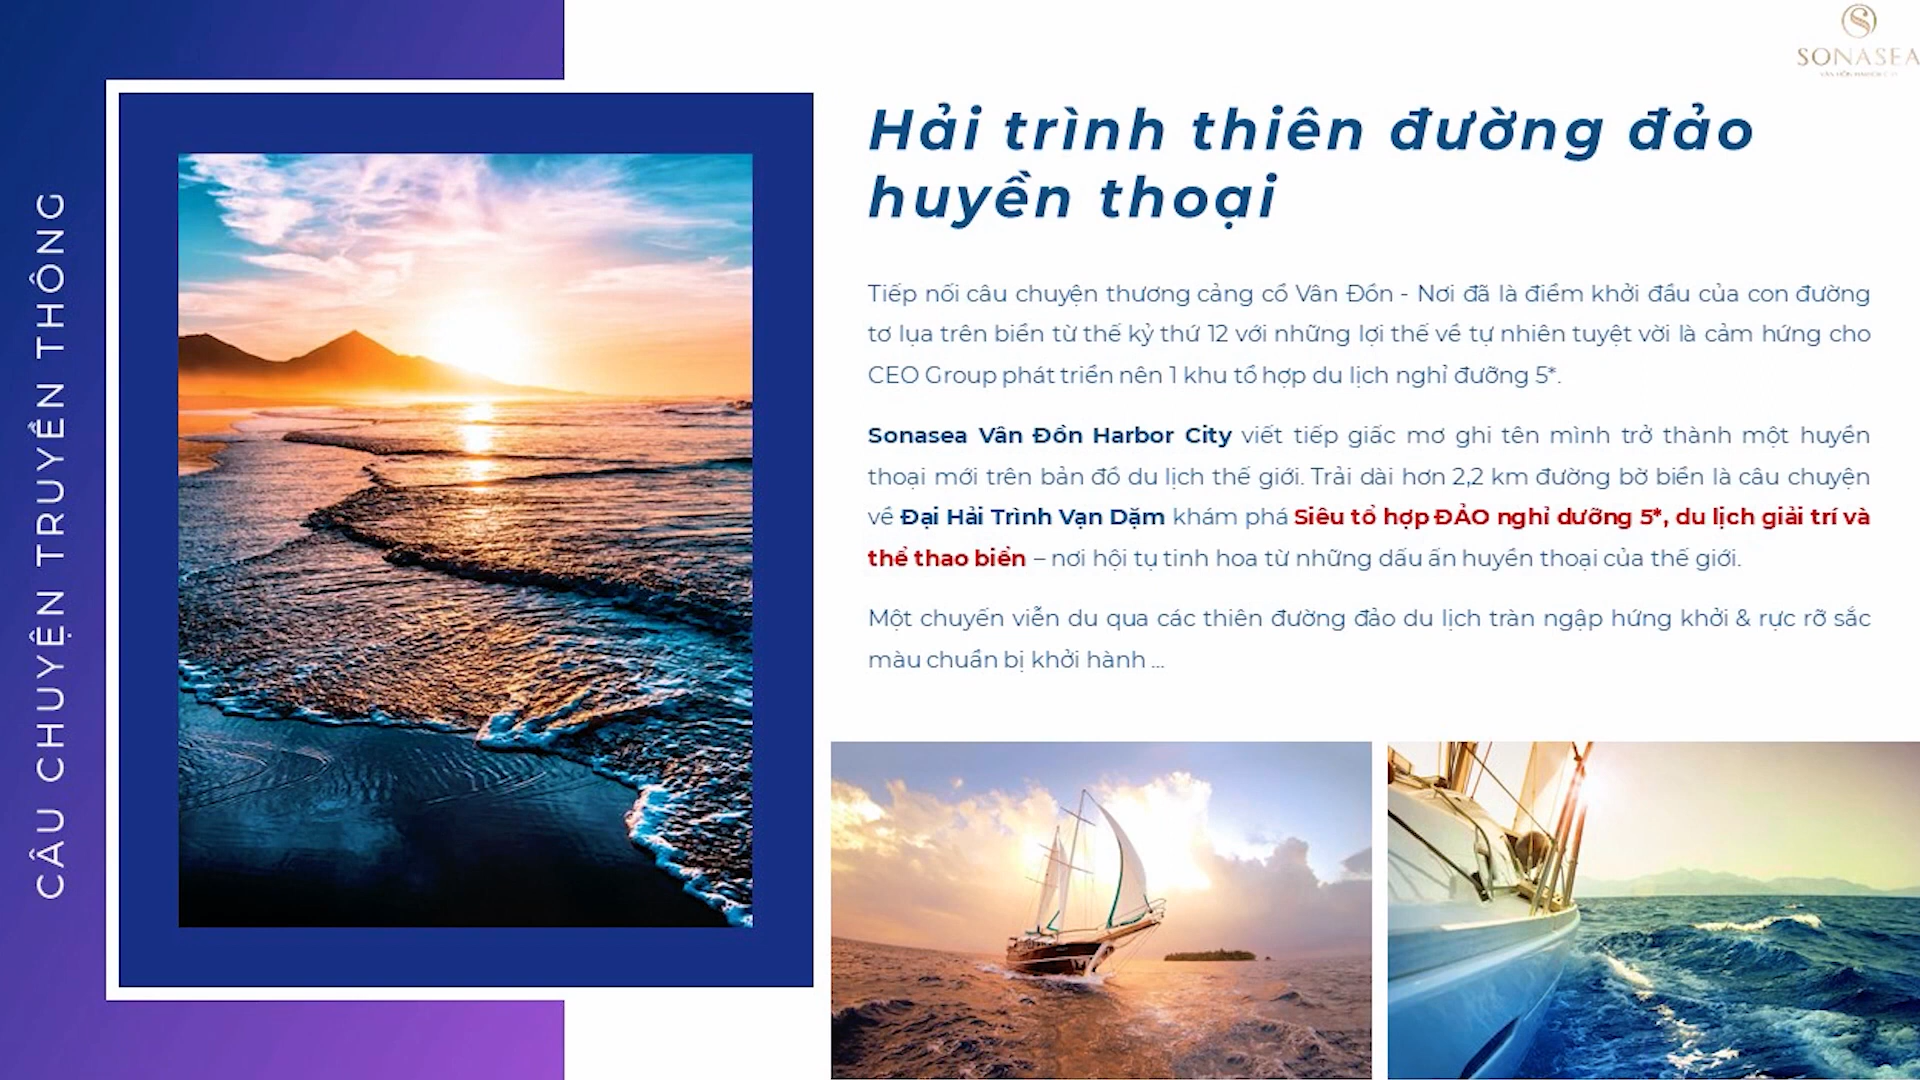 SONASEA
VÂN ĐỒN HARBOR CITY
CÂU CHUYỆN TRUYỀN THÔNG
Hải trình thiên đường đảo
huyền thoại
Tiếp nối câu chuyện thương cảng cổ Vân Đồn - Nơi đã là điểm khởi đầu của con đường
tơ lụa trên biển từ thế kỷ thứ 12 với những lợi thế về tự nhiên tuyệt vời là cảm hứng cho
CEO Group phát triển nên 1 khu tổ hợp du lịch nghỉ đưỡng 5*.
Sonasea Vân Đồn Harbor City viết tiếp giấc mơ ghi tên mình trở thành một huyền
thoại mới trên bản đồ du lịch thế giới. Trải dài hơn 2,2 km đường bờ biển là câu chuyện
về Đại Hải Trình Vạn Dặm khám phá Siêu tổ hợp ĐẢO nghỉ dưỡng 5*, du lịch giải trí và
thể thao biển – nơi hội tụ tinh hoa từ những dấu ấn huyền thoại của thế giới.
Một chuyến viễn du qua các thiên đường đảo du lịch tràn ngập hứng khởi & rực rỡ sắc
màu chuẩn bị khởi hành ...